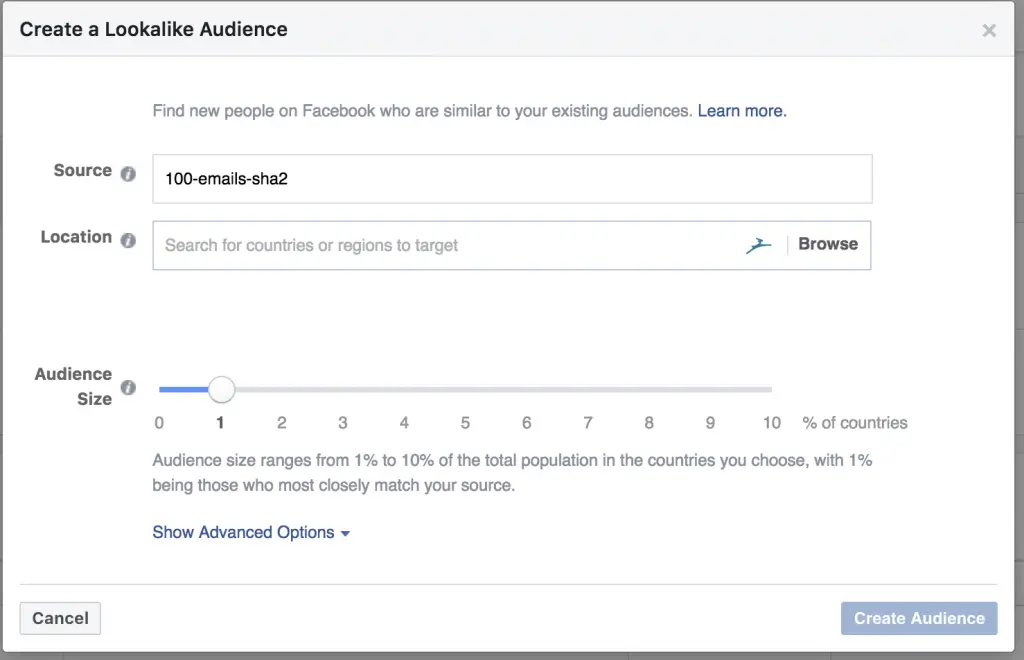 Create a Lookalike Audience
×
Find new people on Facebook who are similar to your existing audiences. Learn more.
Source
100-emails-sha2
Location
Search for countries or regions to target
Browse
Audience
Size
0 1 2 3 4 5 6 7 8 9 10 % of countries
Audience size ranges from 1% to 10% of the total population in the countries you choose, with 1%
being those who most closely match your source.
Show Advanced Options
Cancel
Create Audience